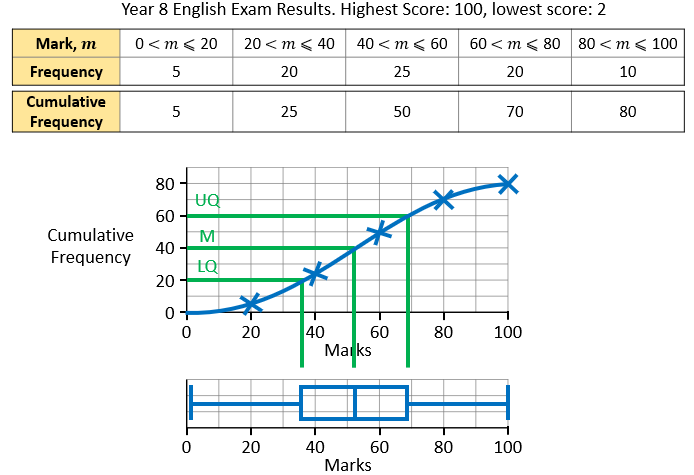 Year 8 English Exam Results. Highest Score: 100, lowest score: 2
Mark, m 0 < m ⩽ 20 20 < m ⩽ 40 40 < m ⩽ 60 60 < m ⩽ 80 80 < m ⩽ 100
Frequency 5 20 25 20 10
Cumulative
Frequency 5 25 50 70 80
80
UQ
60
Cumulative
Frequency
M
40
LQ
20
0
0 20 40 60 80 100
Marks
0 20 40 60 80 100
Marks